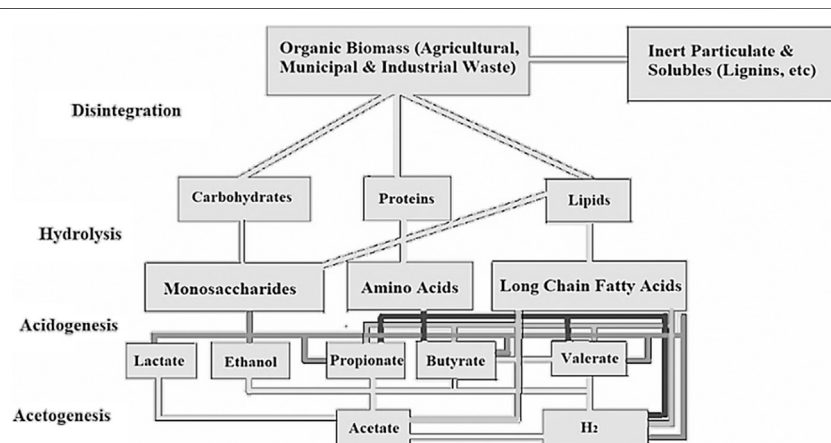 Organic Biomass (Agricultural,
Municipal & Industrial Waste)
Inert Particulate &
Solubles (Lignins, etc)
Disintegration
Carbohydrates
Proteins
Lipids
Hydrolysis
Monosaccharides
Amino Acids
Long Chain Fatty Acids
Acidogenesis
Lactate
Ethanol
Propionate
Butyrate
Valerate
Acetogenesis
Acetate
H2